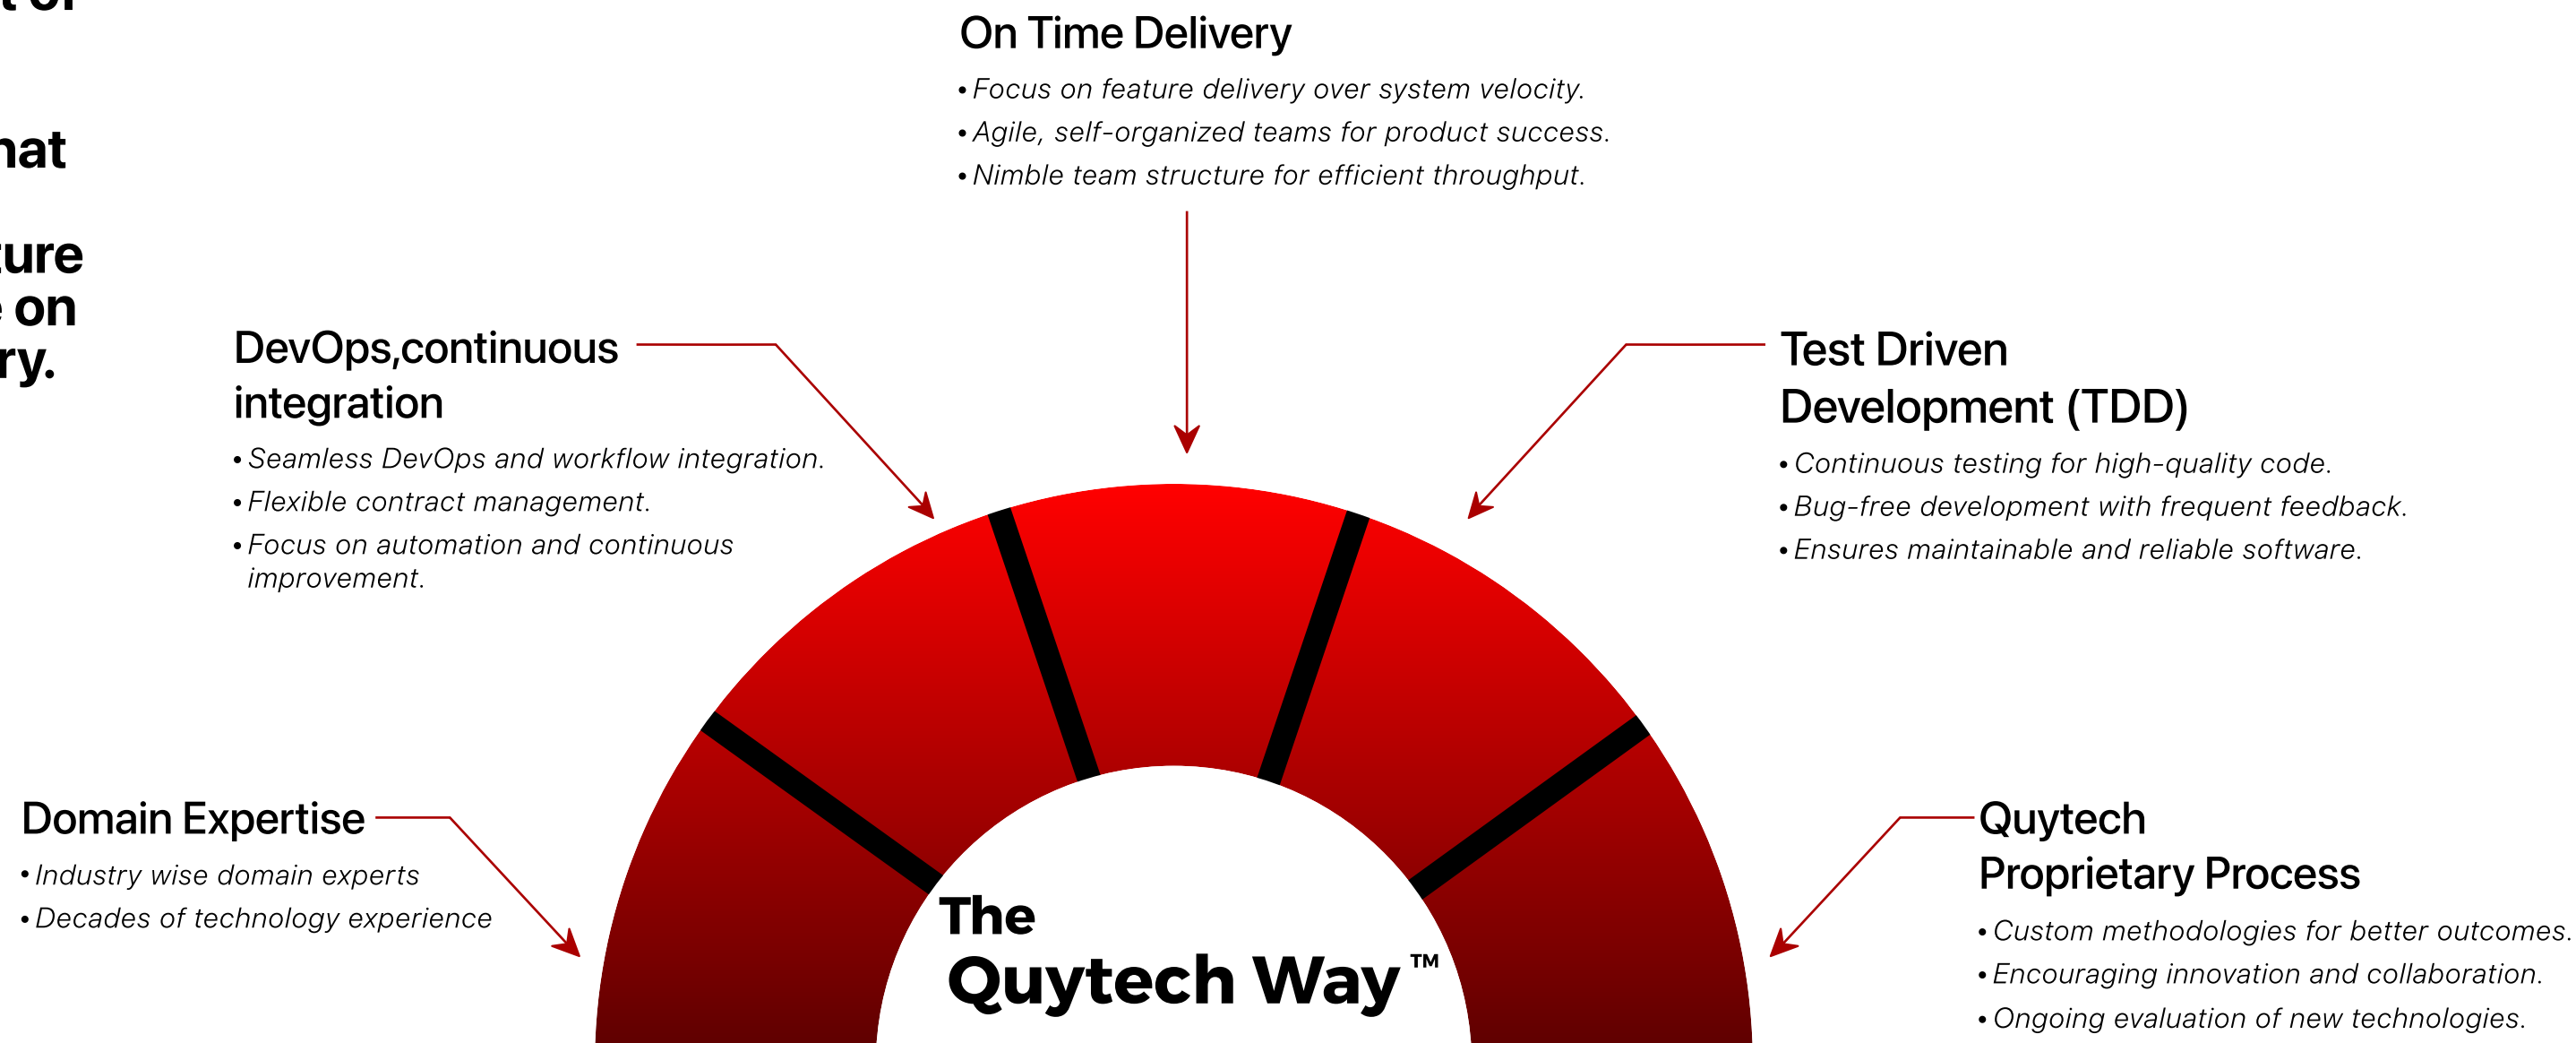 On Time Delivery
• Focus on feature delivery over system velocity.
• Agile, self-organized teams for product success.
• Nimble team structure for efficient throughput.
on
DevOps,continuous
integration
• Seamless DevOps and workflow integration.
• Flexible contract management.
• Focus on automation and continuous
improvement.
Test Driven
Development (TDD)
• Continuous testing for high-quality code.
• Bug-free development with frequent feedback.
• Ensures maintainable and reliable software.
Domain Expertise
• Industry wise domain experts
• Decades of technology experience
The
Quytech Way™
Quytech
Proprietary Process
• Custom methodologies for better outcomes.
• Encouraging innovation and collaboration.
• Ongoing evaluation of new technologies.